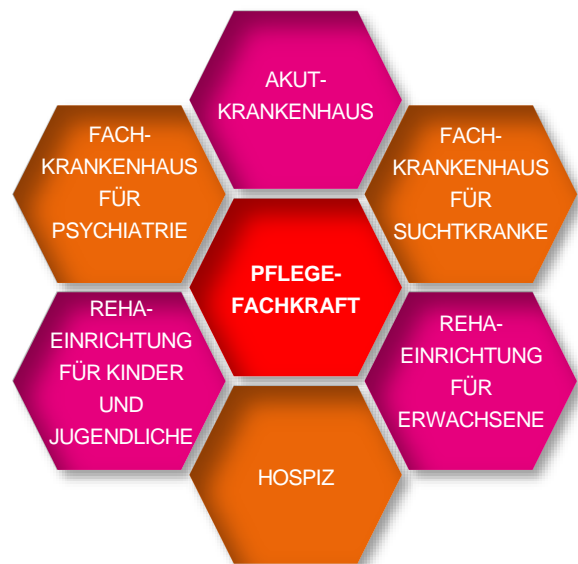 AKUT-
KRANKENHAUS
FACH-
KRANKENHAUS
FÜR
PSYCHIATRIE
FACH-
KRANKENHAUS
FÜR
SUCHTKRANKE
PFLEGE-
FACHKRAFT
REHA-
EINRICHTUNG
FÜR KINDER
UND
JUGENDLICHE
REHA-
EINRICHTUNG
FÜR
ERWACHSENE
HOSPIZ